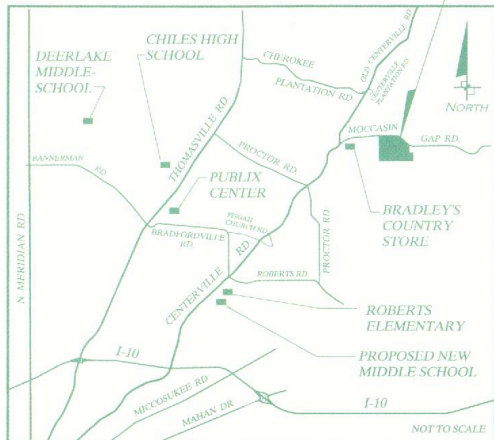 DEERLAKE
MIDDLE-
SCHOOL
CHILES HIGH
SCHOOL
CHEROKEE
PLANTATION RD
OLD CENTERVILLE RD
CENTERVILLE
PLANTATION RD
NORTH
THOMASVILLE RD.
MOCCASIN
GAP RD.
BANNERMAN
RD
PROCTOR RD.
PUBLIX
CENTER
BRADLEY'S
COUNTRY
STORE
BRADFORDVILLE
RD.
PISGAH
CHURCH RD.
PROCTOR RD.
N MERIDIAN RD
CENTERVILLE
RD
ROBERTS RD.
ROBERTS
ELEMENTARY
PROPOSED NEW
MIDDLE SCHOOL
I-10
MICCOSUKEE RD
MAHAN DR
I-10
NOT TO SCALE